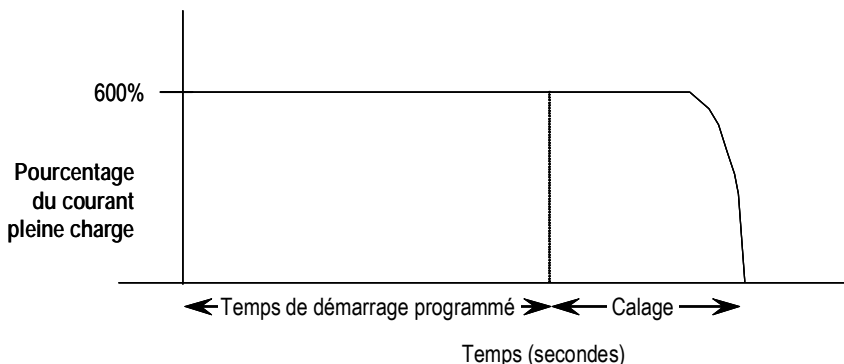 600%
Pourcentage
du courant
pleine charge
Temps de démarrage programmé
Calage
Temps (secondes)